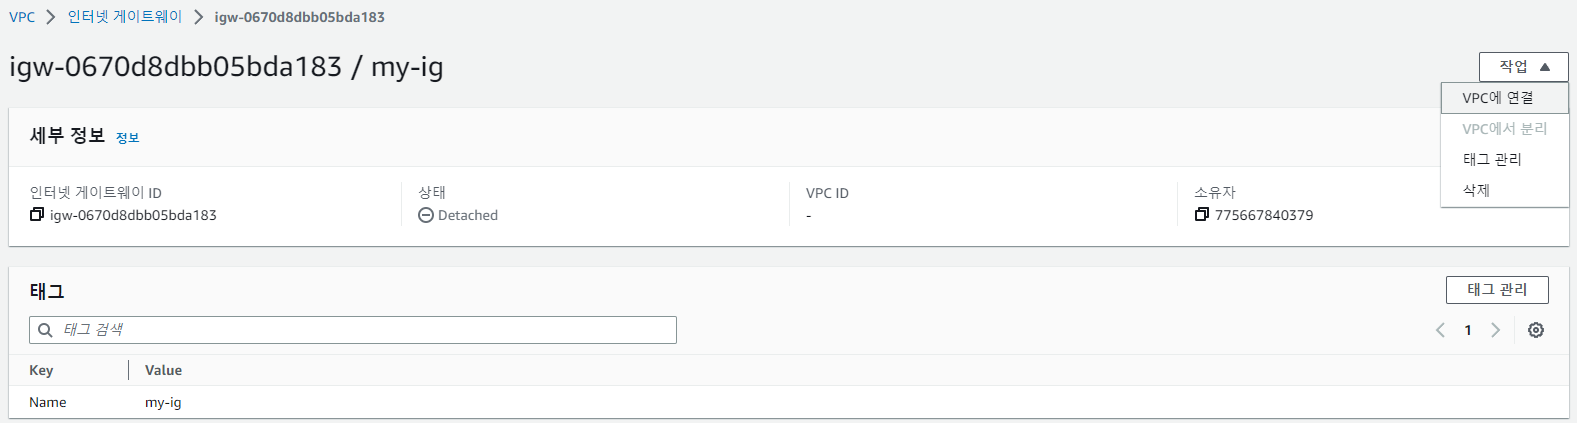 VPC > 인터넷 게이트웨이 > igw-0670d8dbb05bda183
igw-0670d8dbb05bda183 / my-ig
작업
VPC에 연결
VPC에서 분리
태그 관리
삭제
세부 정보 정보
인터넷 게이트웨이 ID
igw-0670d8dbb05bda183
상태
Detached
VPC ID
-
소유자
775667840379
태그
태그 관리
태그 검색
1
Key Value
Name my-ig